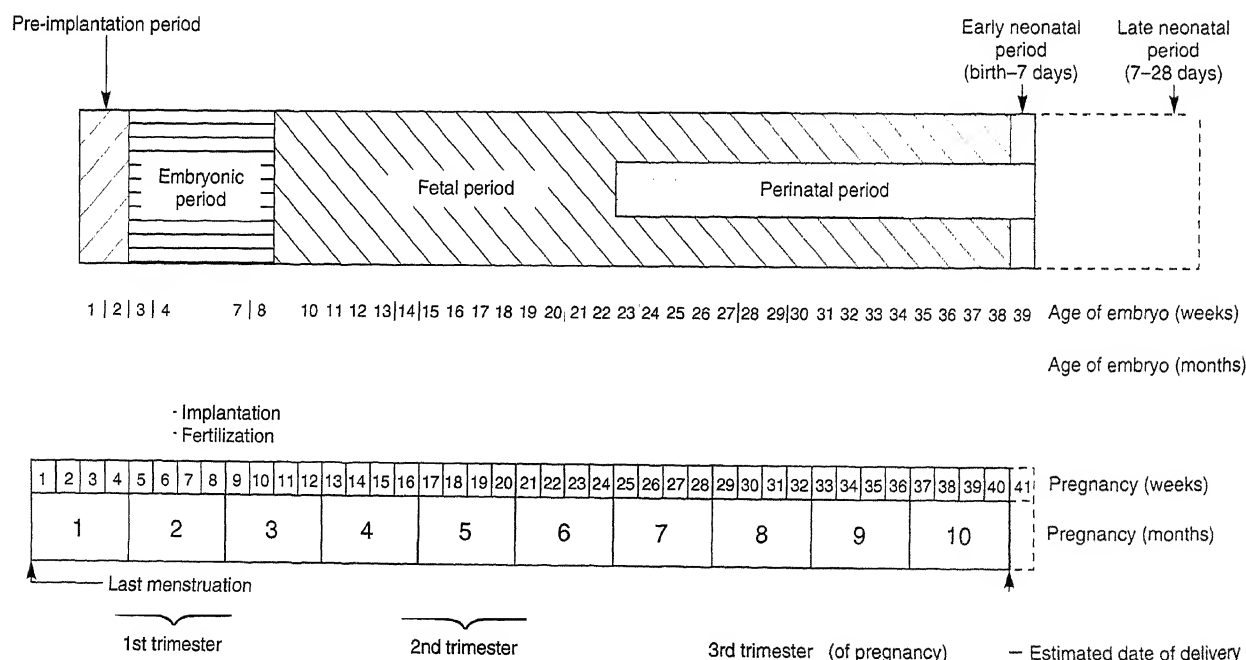 Pre-implantation period
Early neonatal
period
(birth–7 days)
Late neonatal
period
(7–28 days)
Embryonic
period
Fetal period
Perinatal period
1 | 2 | 3 | 4 7 | 8 10 11 12 13|14|15 16 17 18 19 20| 21 22 23 24 25 26 27|28 29|30 31 32 33 34 35 36 37 38 39 Age of embryo (weeks)
Age of embryo (months)
- Implantation
- Fertilization
1 2 3 4 5 6 7 8 9 10 11 12 13 14 15 16 17 18 19 20 21 22 23 24 25 26 27 28 29 30 31 32 33 34 35 36 37 38 39 40 41 Pregnancy (weeks)
1 2 3 4 5 6 7 8 9 10 Pregnancy (months)
Last menstruation
1st trimester 2nd trimester 3rd trimester (of pregnancy) – Estimated date of delivery